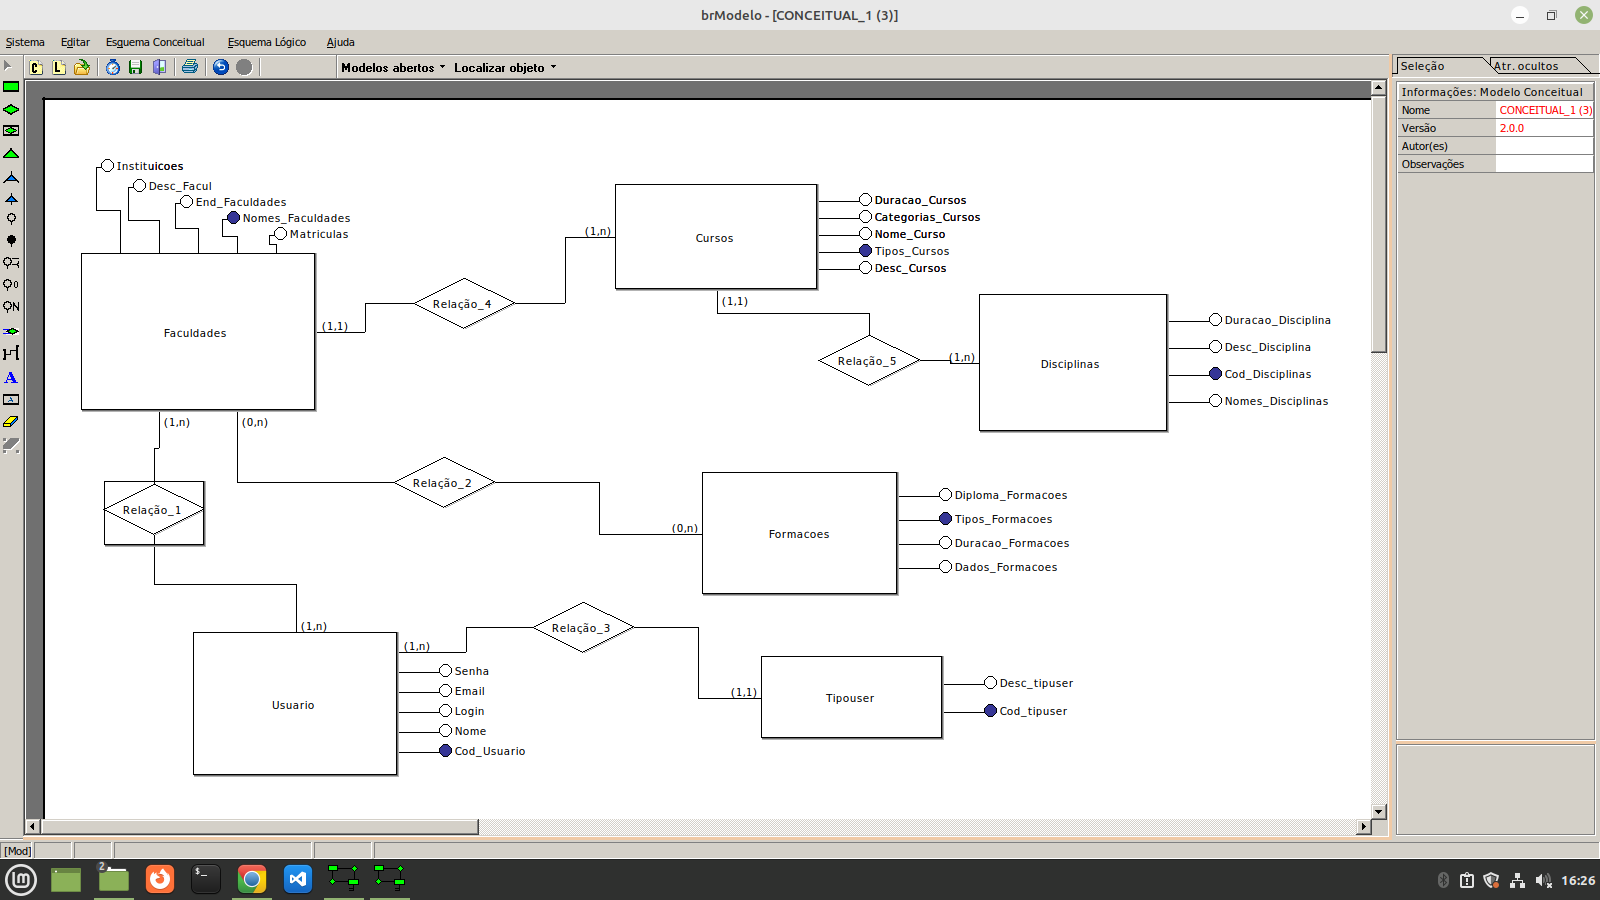 brModelo - [CONCEITUAL_1 (3)]
Sistema Editar Esquema Conceitual Esquema Lógico Ajuda
C L Modelos abertos Localizar objeto
Seleção Atr. ocultos
Informações: Modelo Conceitual
Nome CONCEITUAL_1 (3)
Versão 2.0.0
Autor(es)
Observações
Instituicoes
Desc_Facul
End_Faculdades
Nomes_Faculdades
Matriculas
Faculdades
(1,1)
Relação_4
(1,n)
Cursos
Duracao_Cursos
Categorias_Cursos
Nome_Curso
Tipos_Cursos
Desc_Cursos
(1,1)
Relação_5
(1,n)
Disciplinas
Duracao_Disciplina
Desc_Disciplina
Cod_Disciplinas
Nomes_Disciplinas
(1,n)
(0,n)
Relação_1
Relação_2
(0,n)
Formacoes
Diploma_Formacoes
Tipos_Formacoes
Duracao_Formacoes
Dados_Formacoes
(1,n)
Usuario
(1,n)
Relação_3
(1,1)
Senha
Email
Login
Nome
Cod_Usuario
Tipouser
Desc_tipuser
Cod_tipuser
[Mod]
2
16:26